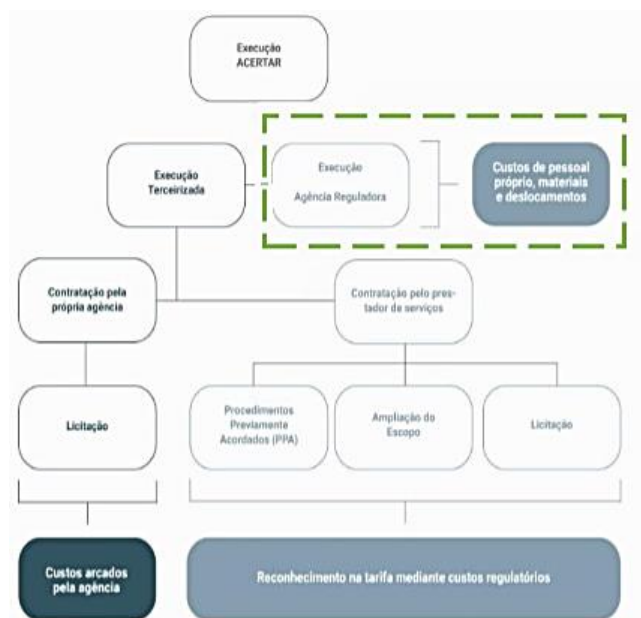 Execução
ACERTAR
Execução
Terceirizada
Execução
Agência Reguladora
Custos de pessoal
próprio, materiais
e deslocamentos
Contratação pela
própria agência
Contratação pelo pres-
tador de serviços
Licitação
Procedimentos
Previamente
Acordados (PPA)
Ampliação do
Escopo
Licitação
Custos arcados
pela agência
Reconhecimento na tarifa mediante custos regulatórios